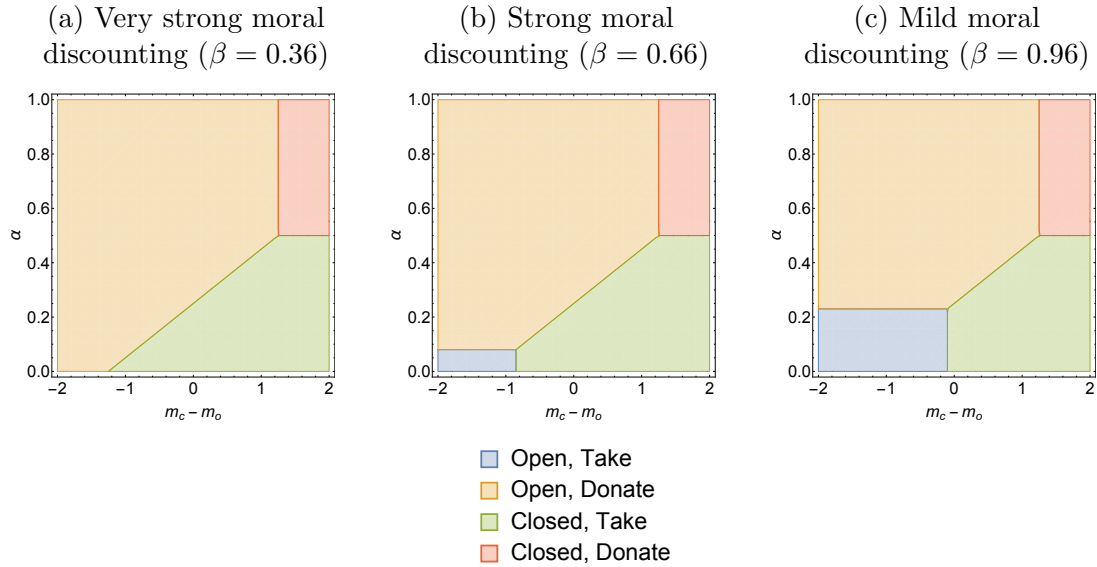 (a) Very strong moral
discounting (β = 0.36)
(b) Strong moral
discounting (β = 0.66)
(c) Mild moral
discounting (β = 0.96)
1.0
0.8
0.6
α
0.4
0.2
0.0
−2 −1 0 1 2
m_c − m_o
1.0
0.8
0.6
α
0.4
0.2
0.0
−2 −1 0 1 2
m_c − m_o
1.0
0.8
0.6
α
0.4
0.2
0.0
−2 −1 0 1 2
m_c − m_o
Open, Take
Open, Donate
Closed, Take
Closed, Donate